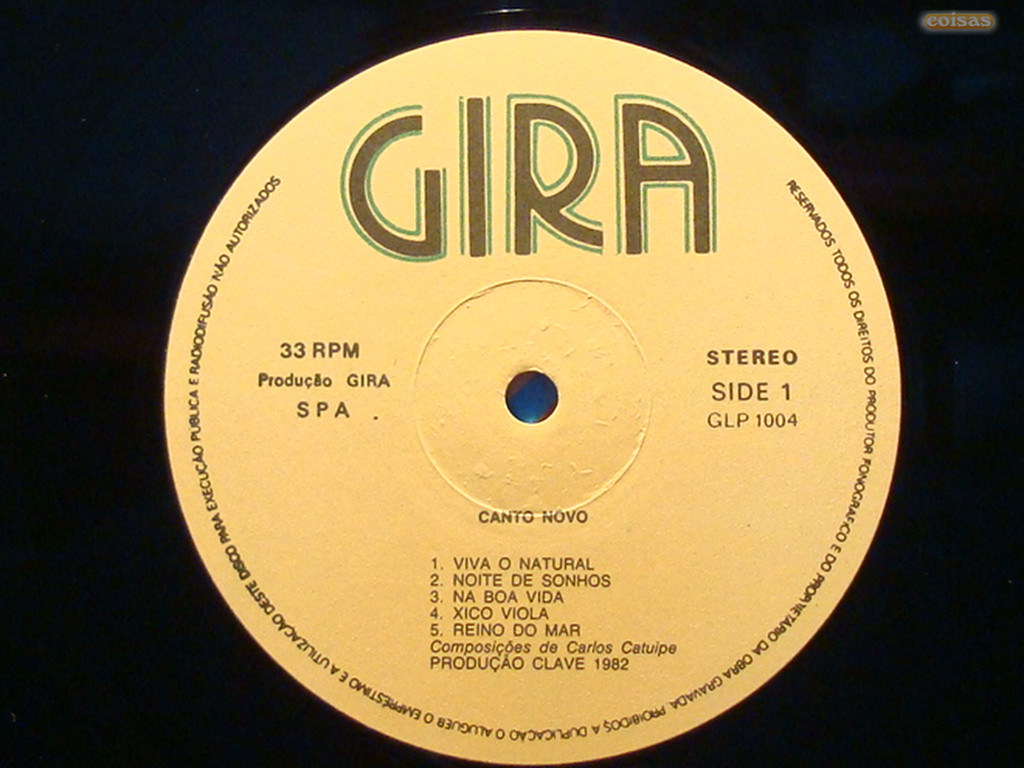 coisas
GIRA
33 RPM
Produção GIRA
SPA .
STEREO
SIDE 1
GLP 1004
CANTO NÔVO
1. VIVA O NATURAL
2. NOITE DE SONHOS
3. NA BOA VIDA
4. XICO VIOLA
5. REINO DO MAR
Composições de Carlos Catuipe
PRODUÇÃO CLAVE 1982
RESERVADOS TODOS OS DIREITOS DO PRODUTOR FONOGRÁFICO E DO PROPRIETÁRIO DA OBRA GRAVADA. PROIBIDOS A DUPLICAÇÃO O ALUGUER O EMPRÉSTIMO E A UTILIZAÇÃO DESTE DISCO PARA EXECUÇÃO PÚBLICA E RADIODIFUSÃO NÃO AUTORIZADOS